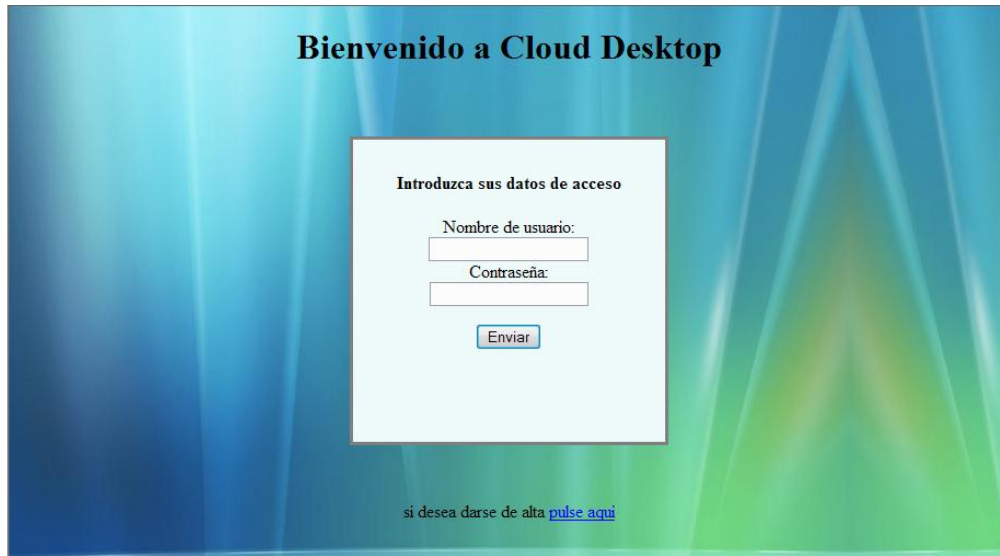 Bienvenido a Cloud Desktop
Introduzca sus datos de acceso
Nombre de usuario:
Contraseña:
Enviar
si desea darse de alta pulse aqui